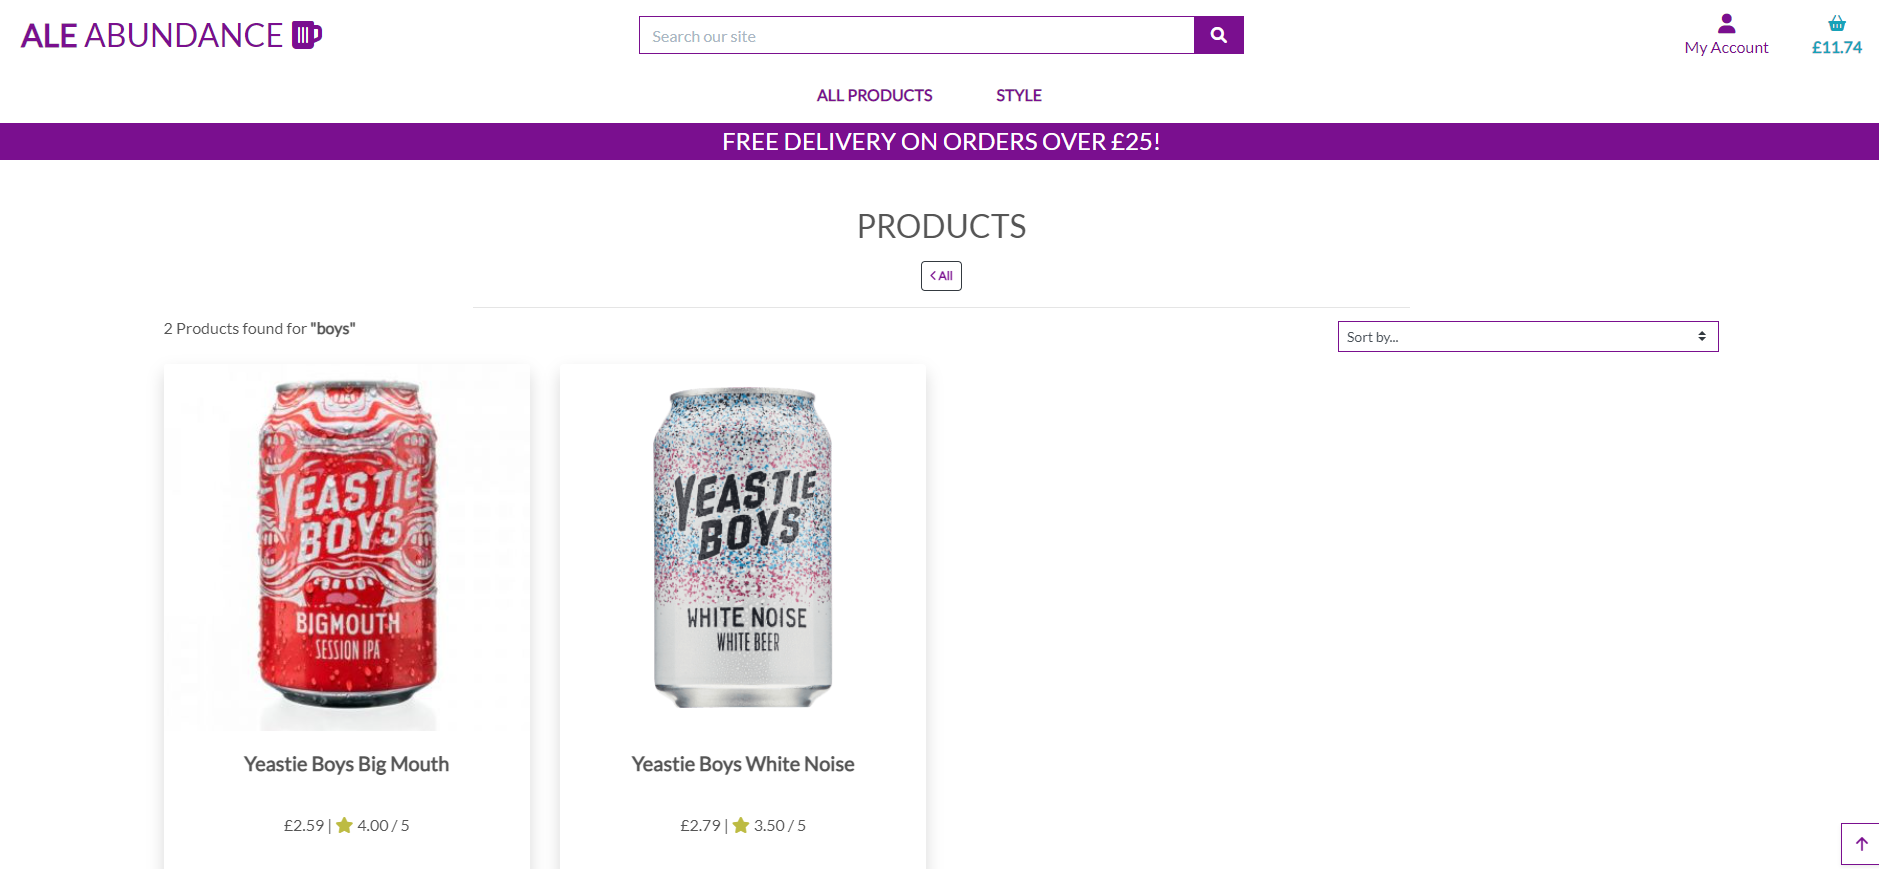 ALE ABUNDANCE
Search our site
My Account
£11.74
ALL PRODUCTS
STYLE
FREE DELIVERY ON ORDERS OVER £25!
PRODUCTS
All
2 Products found for "boys"
Sort by...
YEASTIE
BOYS
BIGMOUTH
SESSION IPA
YEASTIE
BOYS
WHITE NOISE
WHITE BEER
Yeastie Boys Big Mouth
Yeastie Boys White Noise
£2.59 | 4.00 / 5
£2.79 | 3.50 / 5